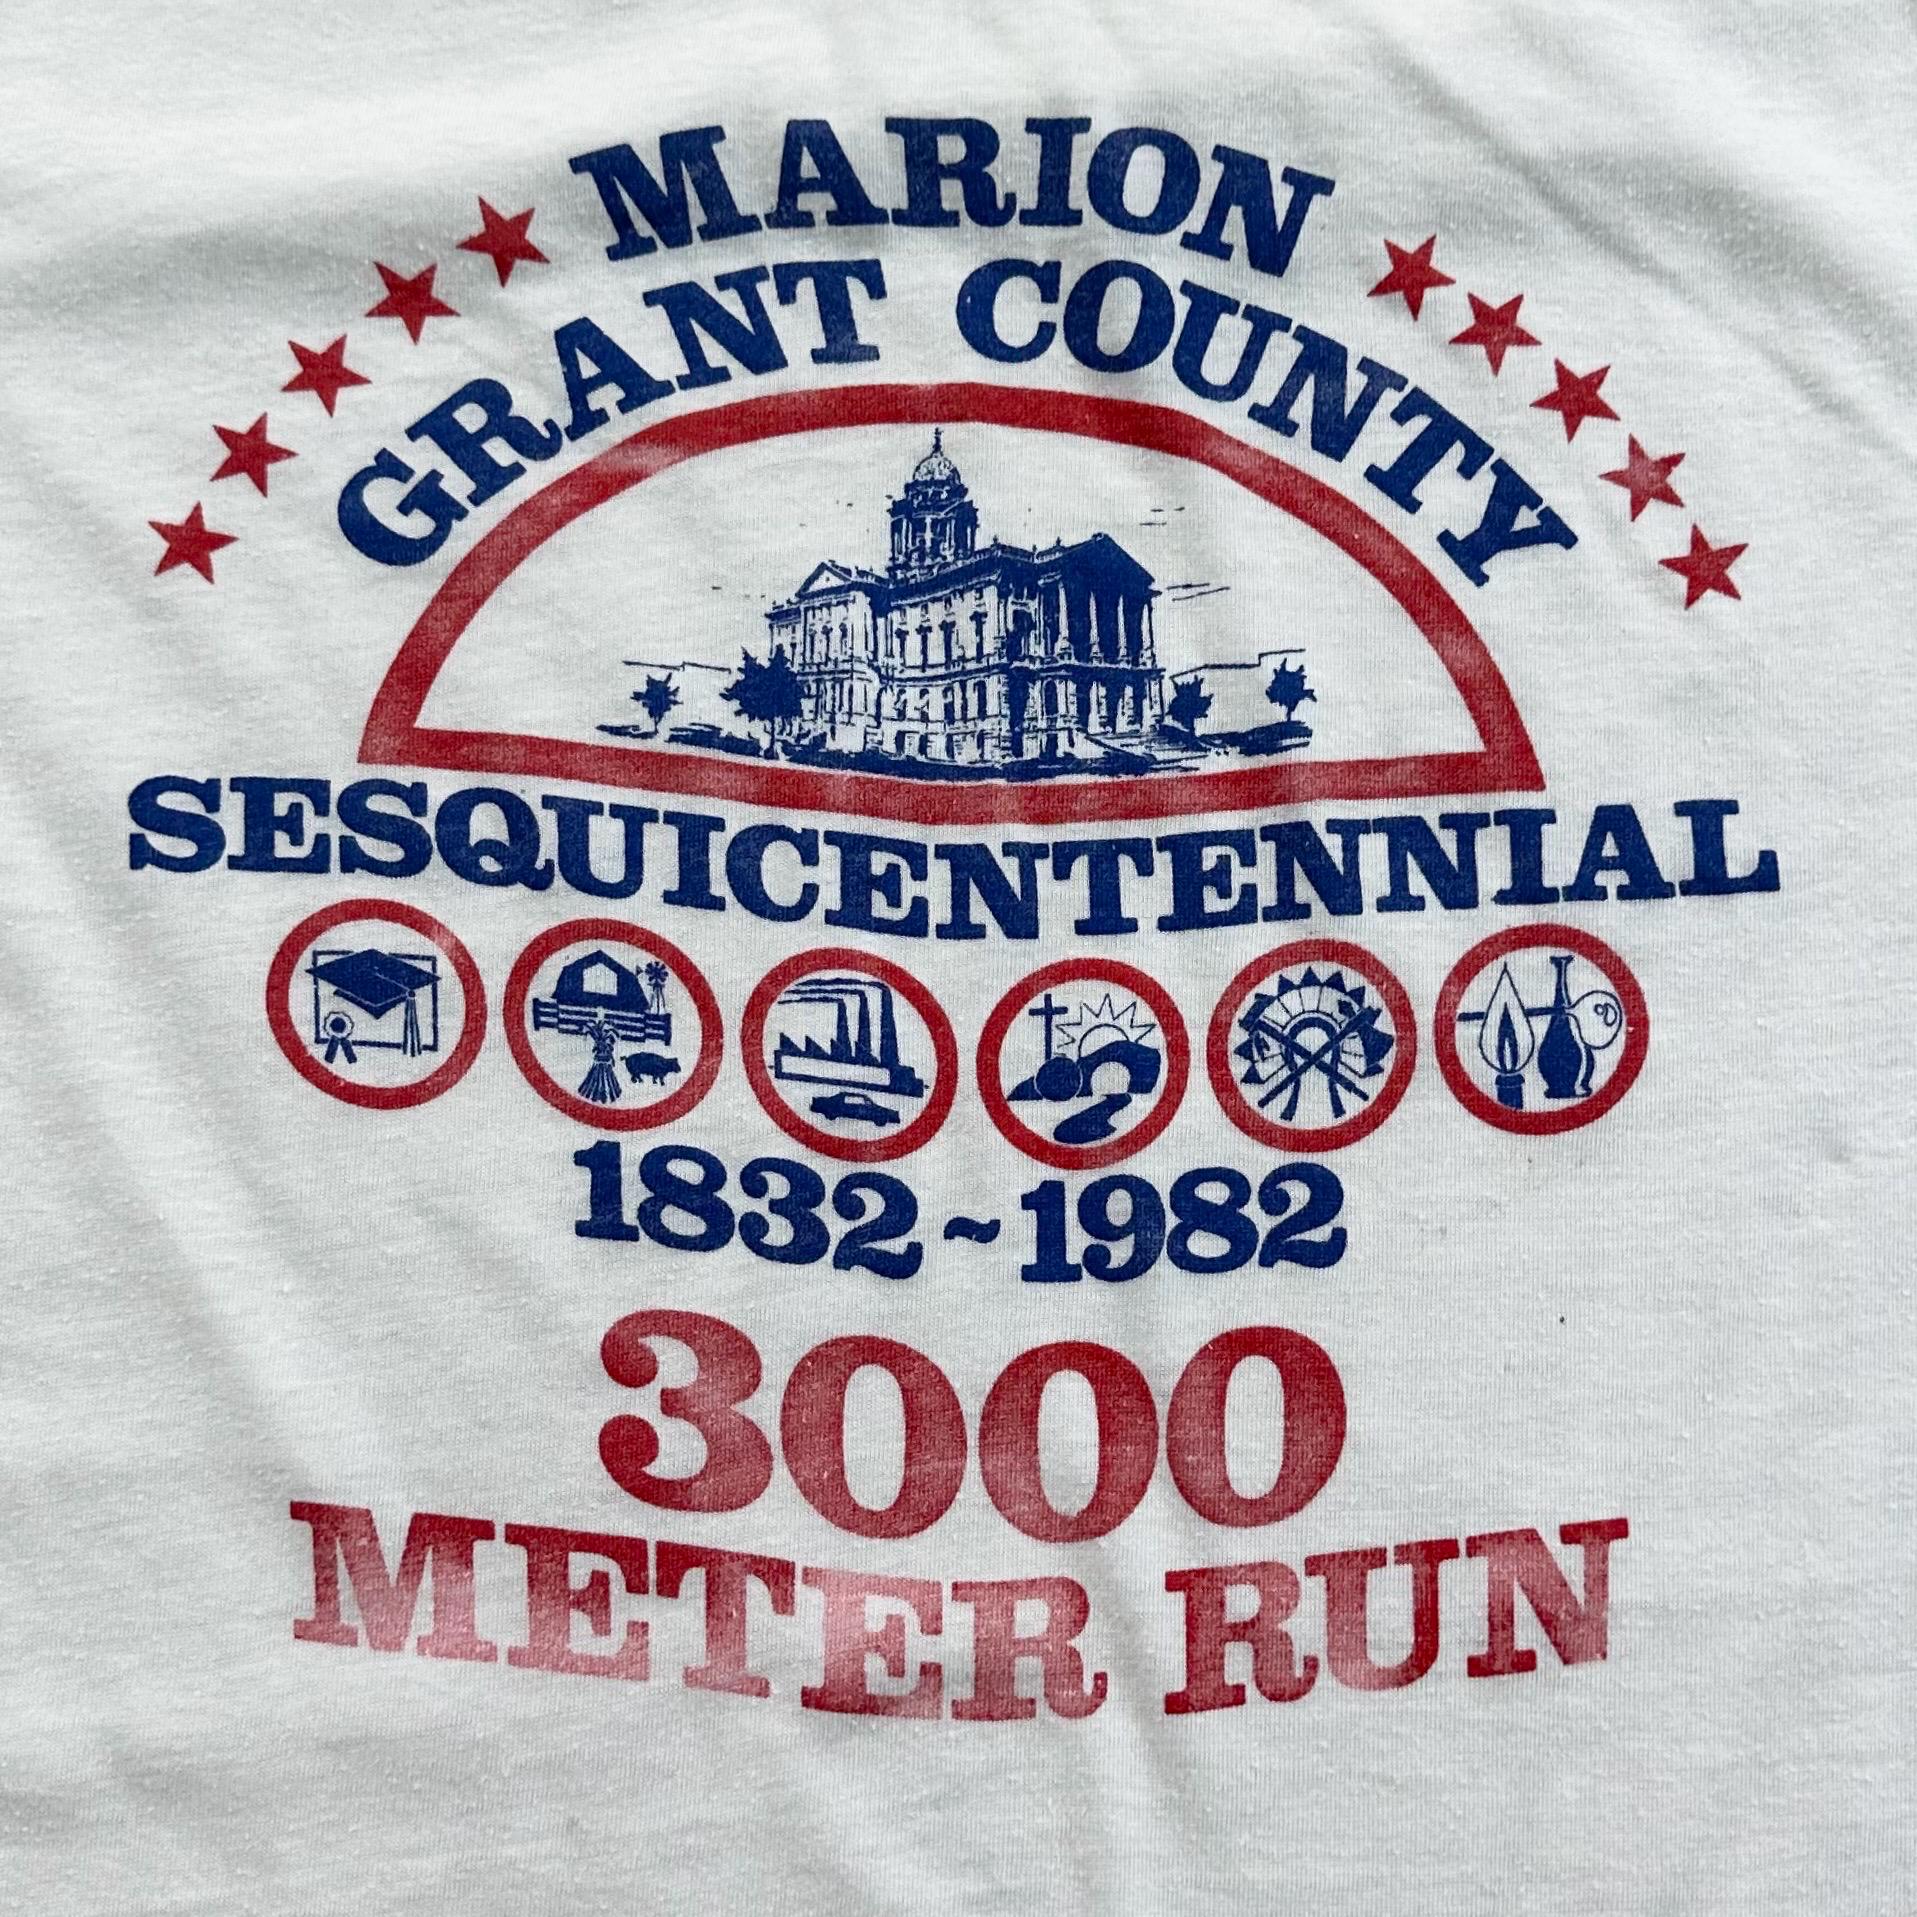 MARION
GRANT COUNTY
SESQUICENTENNIAL
1832~1982
3000
METER RUN